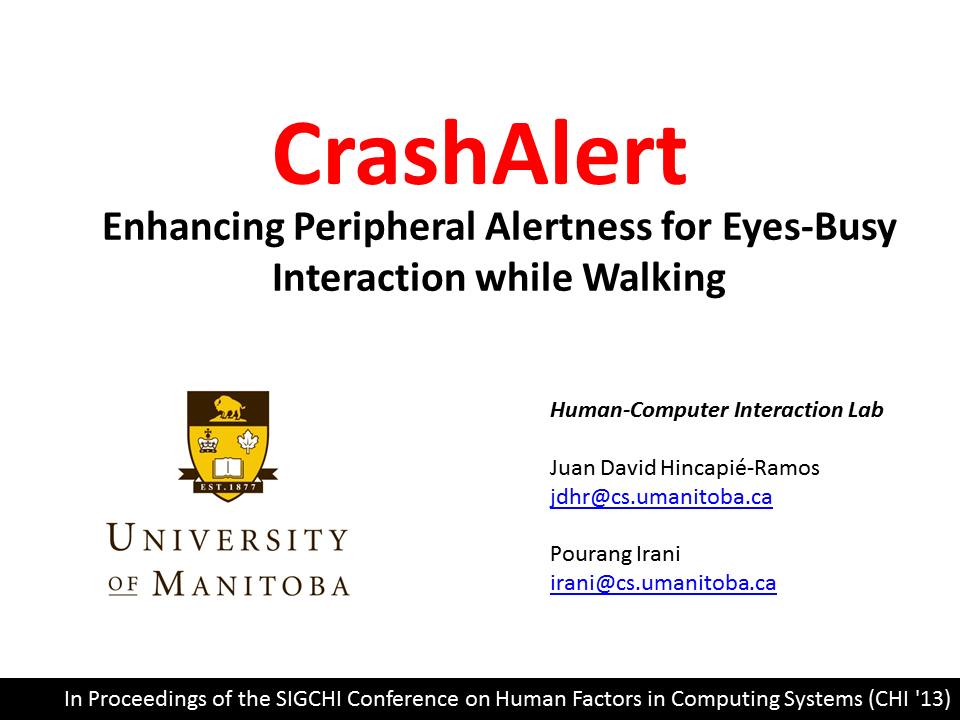 CrashAlert
Enhancing Peripheral Alertness for Eyes-Busy
Interaction while Walking
EST. 1877
UNIVERSITY
OF MANITOBA
Human-Computer Interaction Lab
Juan David Hincapié-Ramos
jdhr@cs.umanitoba.ca
Pourang Irani
irani@cs.umanitoba.ca
In Proceedings of the SIGCHI Conference on Human Factors in Computing Systems (CHI '13)